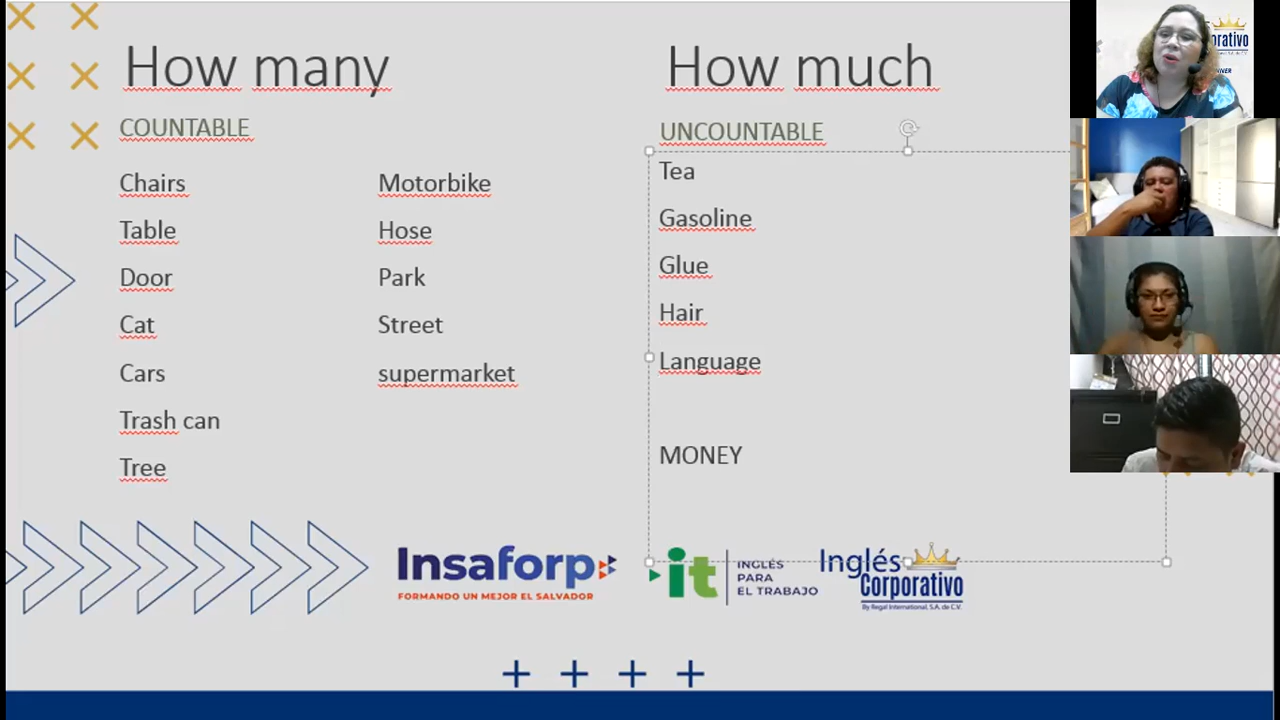 How many
COUNTABLE
Chairs
Table
Door
Cat
Cars
Trash can
Tree
Motorbike
Hose
Park
Street
supermarket
How much
UNCOUNTABLE
Tea
Gasoline
Glue
Hair
Language
MONEY
Insaforp
FORMANDO UN MEJOR EL SALVADOR
it
INGLÉS
PARA
EL TRABAJO
Inglés
Corporativo
By Regal International, S.A. de C.V.